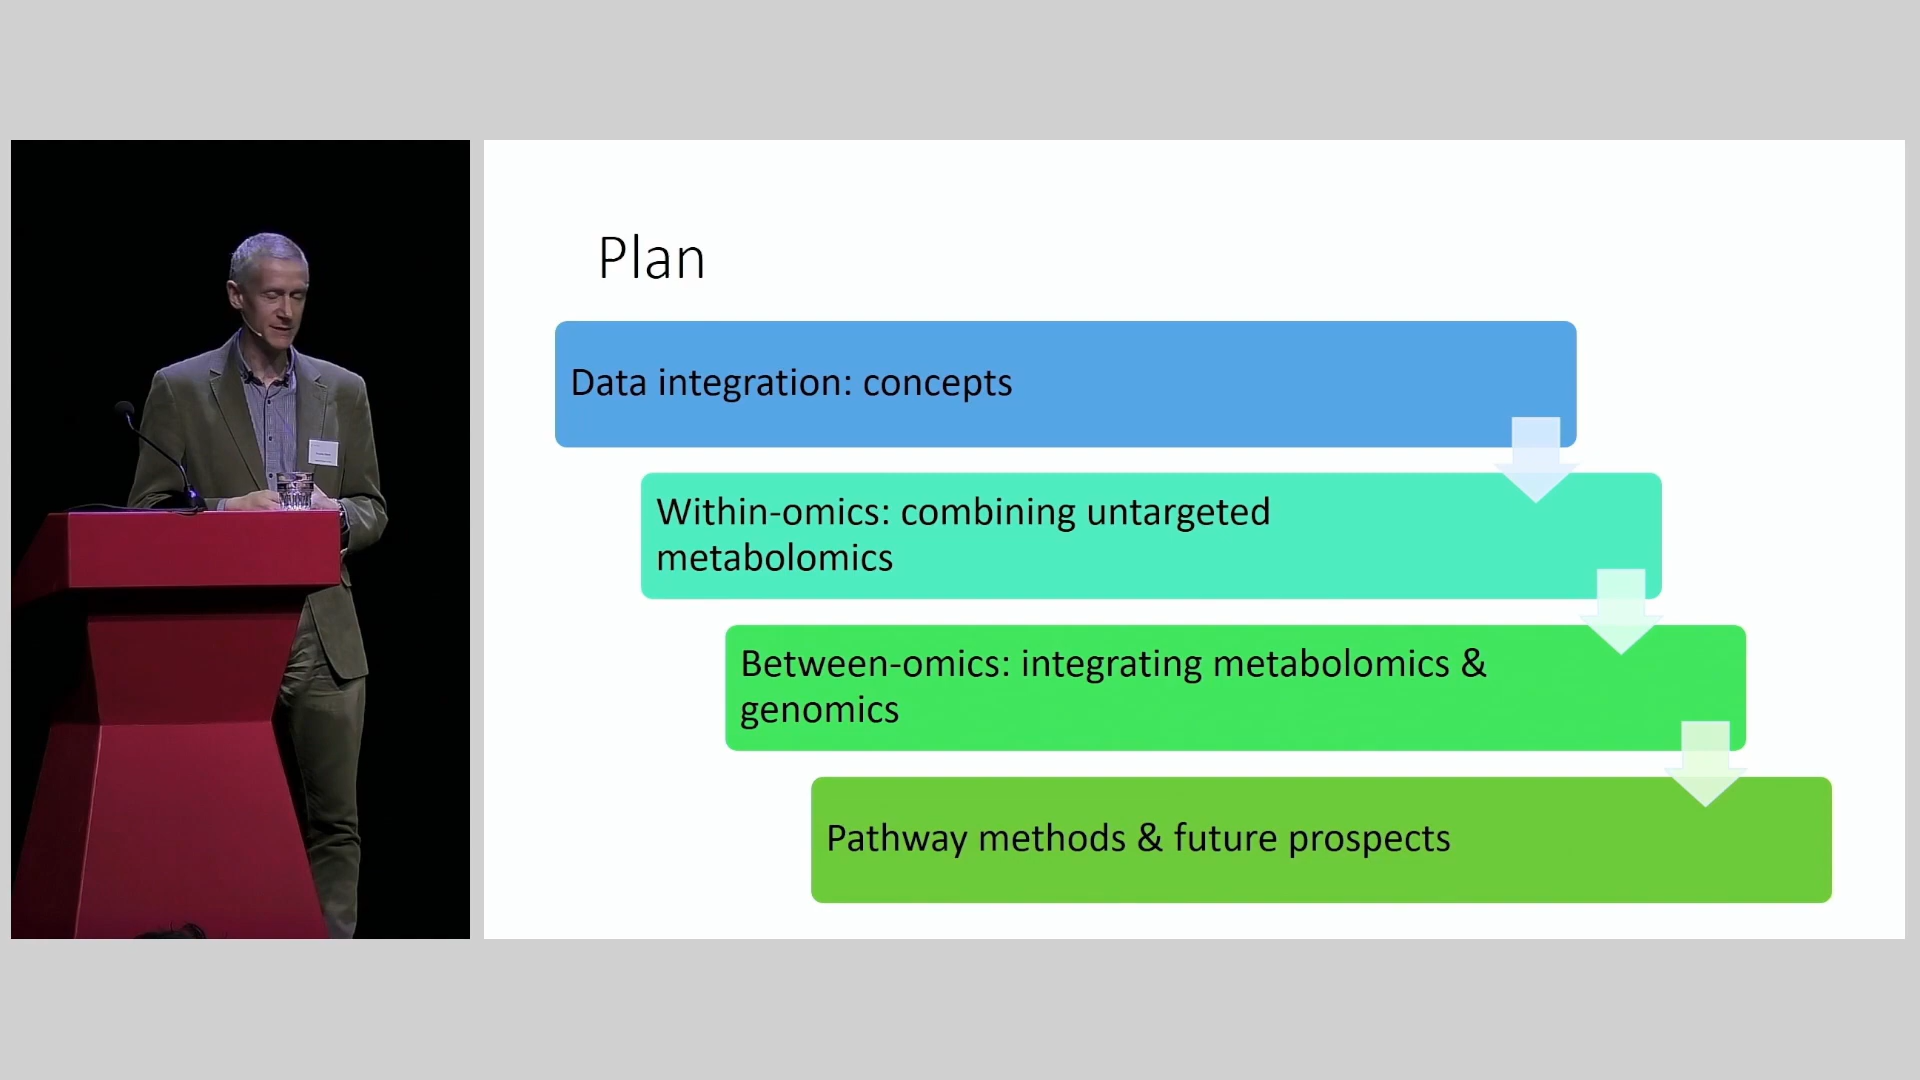 Plan
Data integration: concepts
Within-omics: combining untargeted
metabolomics
Between-omics: integrating metabolomics &
genomics
Pathway methods & future prospects